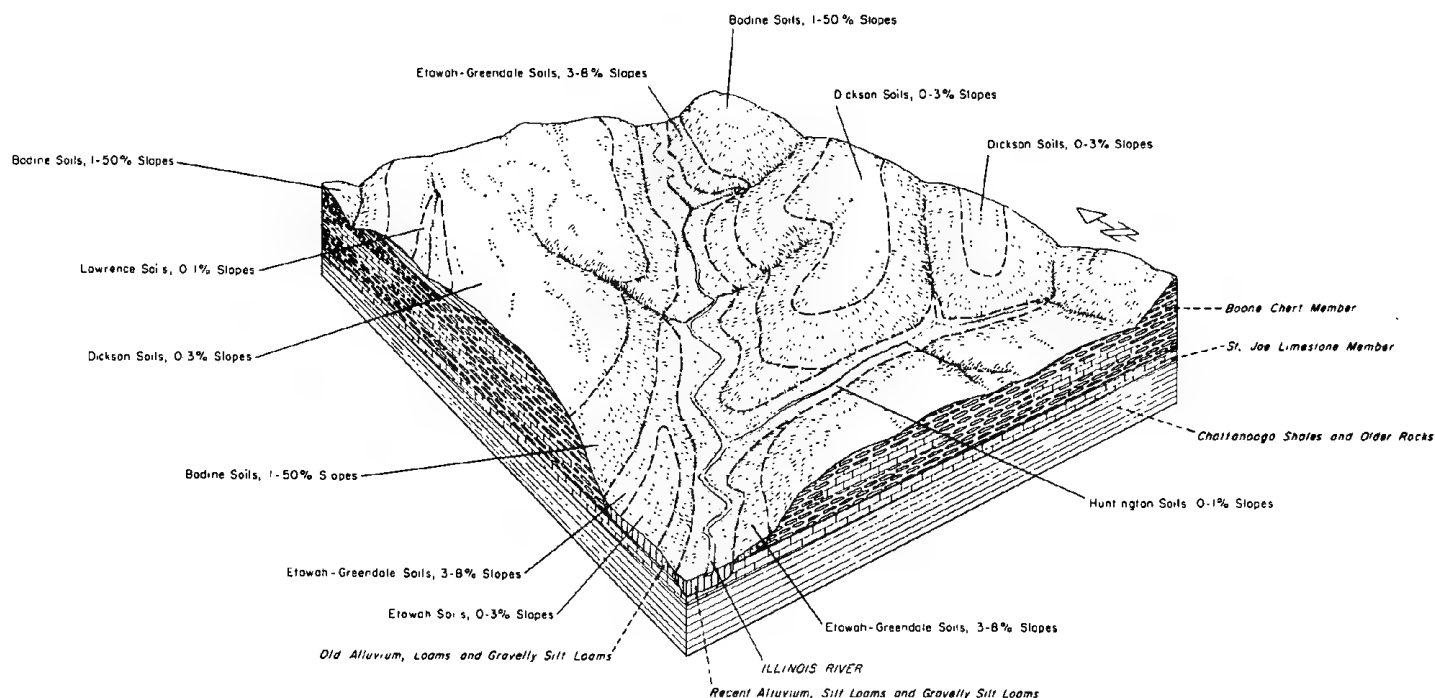 Bodine Soils, 1-50% Slopes
Etowah-Greendale Soils, 3-8% Slopes
Dickson Soils, 0-3% Slopes
Dickson Soils, 0-3% Slopes
Bodine Soils, 1-50% Slopes
Lawrence Soils, 0-1% Slopes
Boone Chert Member
St. Joe Limestone Member
Dickson Soils, 0-3% Slopes
Chattanooga Shales and Older Rocks
Bodine Soils, 1-50% Slopes
Huntington Soils 0-1% Slopes
Etowah-Greendale Soils, 3-8% Slopes
Etowah Soils, 0-3% Slopes
Etowah-Greendale Soils, 3-8% Slopes
Old Alluvium, Loams and Gravelly Silt Loams
ILLINOIS RIVER
Recent Alluvium, Silt Loams and Gravelly Silt Loams